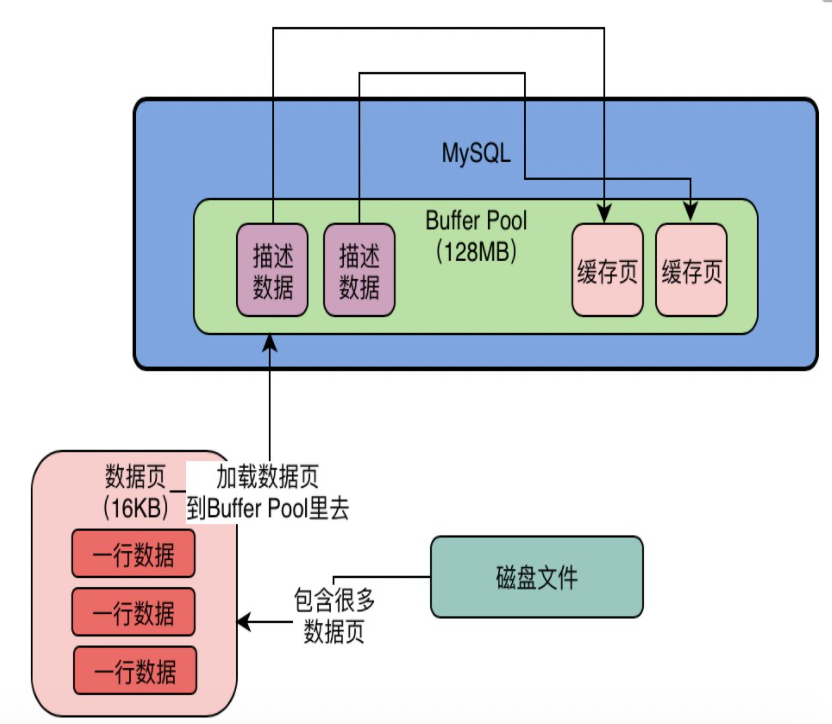 MySQL
Buffer Pool
(128MB)
描述
数据
描述
数据
缓存页
缓存页
数据页
(16KB)
加载数据页
到Buffer Pool里去
一行数据
一行数据
一行数据
包含很多
数据页
磁盘文件